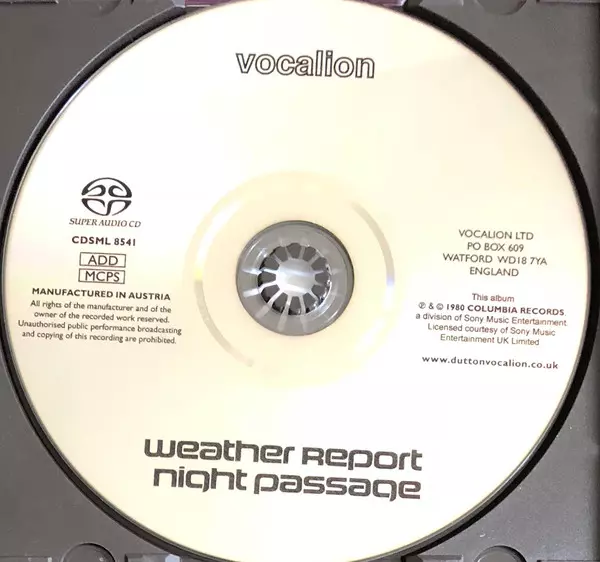 vocalion
SUPER AUDIO CD
CDSML 8541
ADD
MCPS
MANUFACTURED IN AUSTRIA
All rights of the manufacturer and of the
owner of the recorded work reserved.
Unauthorised public performance broadcasting
and copying of this recording are prohibited.
VOCALION LTD
PO BOX 609
WATFORD WD18 7YA
ENGLAND
This album
℗ & © 1980 COLUMBIA RECORDS
a division of Sony Music Entertainment
Licensed courtesy of Sony Music
Entertainment UK Limited
www.duttonvocalion.co.uk
weather report
night passage